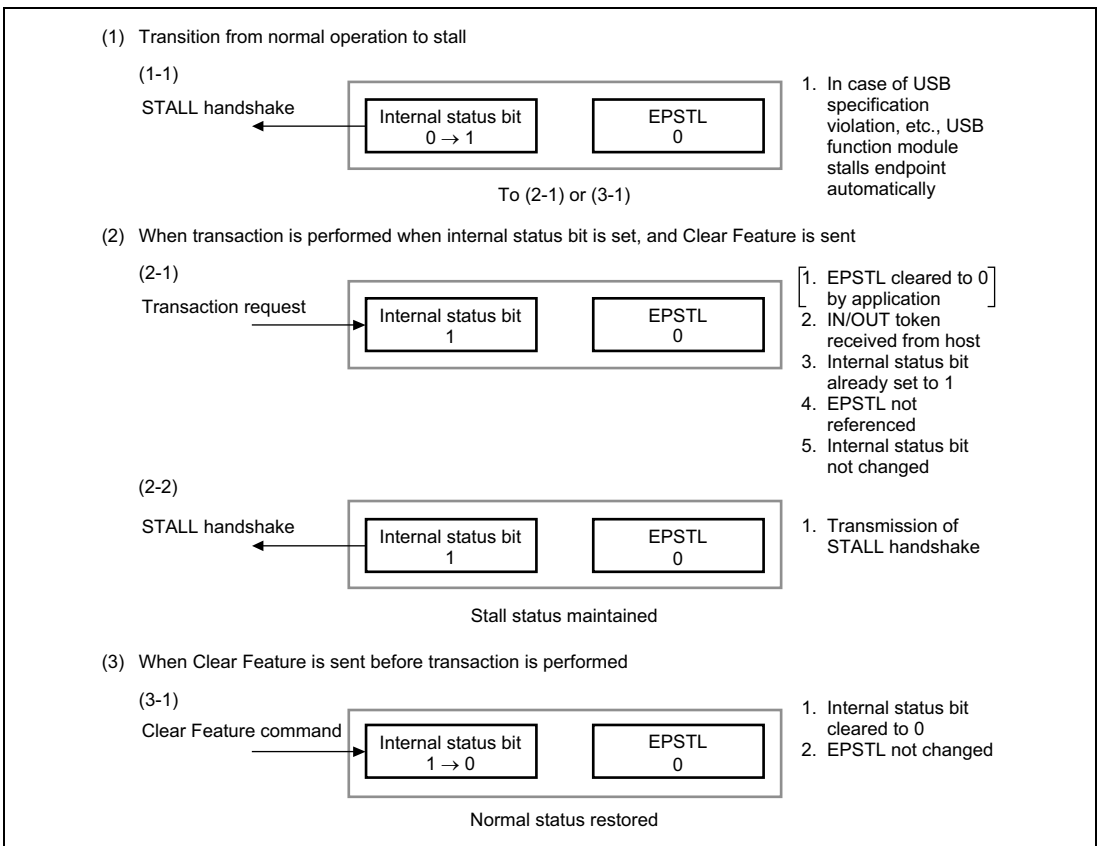 (1) Transition from normal operation to stall
(1-1)
STALL handshake
Internal status bit
0 → 1
EPSTL
0
1. In case of USB
specification
violation, etc., USB
function module
stalls endpoint
automatically
To (2-1) or (3-1)
(2) When transaction is performed when internal status bit is set, and Clear Feature is sent
(2-1)
Transaction request
Internal status bit
1
EPSTL
0
1. EPSTL cleared to 0
by application
2. IN/OUT token
received from host
3. Internal status bit
already set to 1
4. EPSTL not
referenced
5. Internal status bit
not changed
(2-2)
STALL handshake
Internal status bit
1
EPSTL
0
1. Transmission of
STALL handshake
Stall status maintained
(3) When Clear Feature is sent before transaction is performed
(3-1)
Clear Feature command
Internal status bit
1 → 0
EPSTL
0
1. Internal status bit
cleared to 0
2. EPSTL not changed
Normal status restored